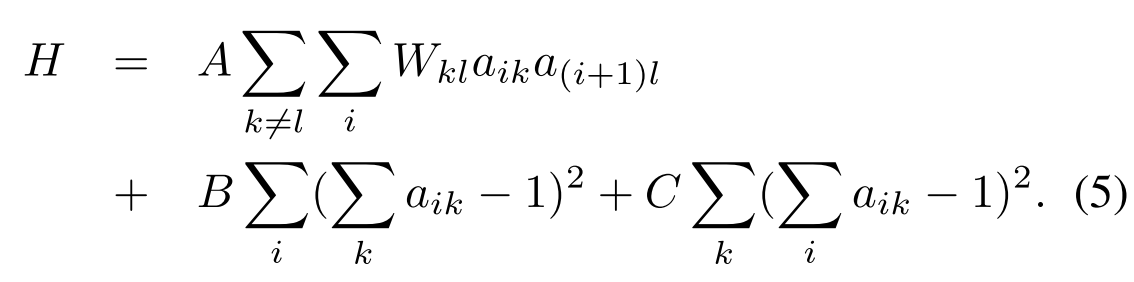 H = A \sum_{k \neq l} \sum_{i} W_{kl} a_{ik} a_{(i+1)l}
+ B \sum_{i} (\sum_{k} a_{ik} - 1)^2 + C \sum_{k} (\sum_{i} a_{ik} - 1)^2. (5)